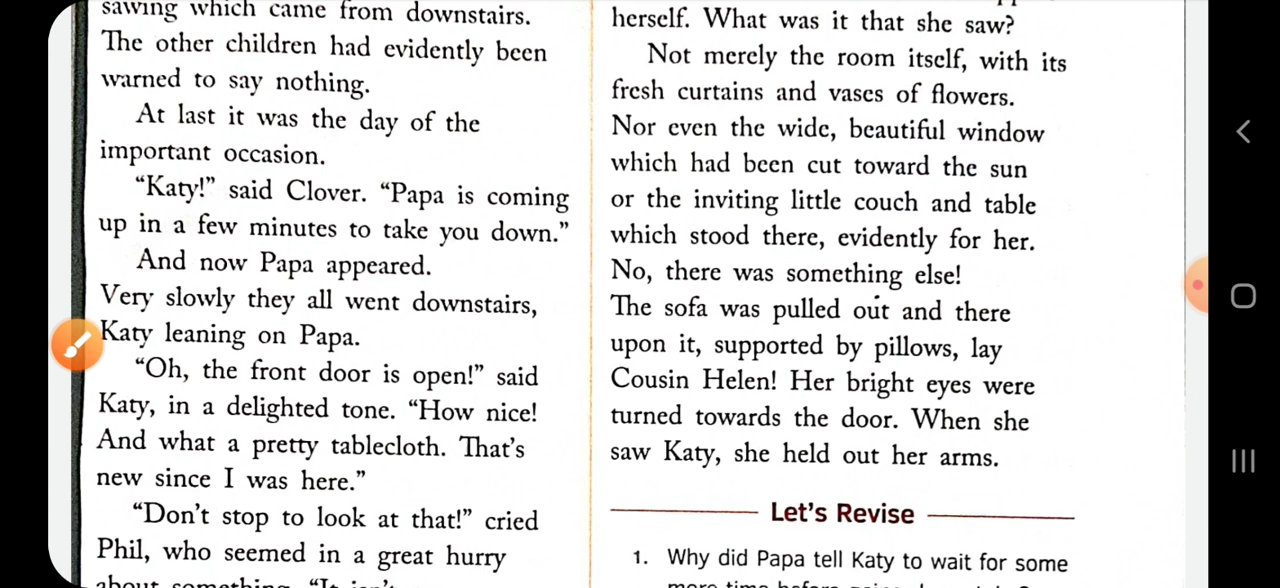 sawing which came from downstairs.
The other children had evidently been
warned to say nothing.
At last it was the day of the
important occasion.
“Katy!” said Clover. “Papa is coming
up in a few minutes to take you down.”
And now Papa appeared.
Very slowly they all went downstairs,
Katy leaning on Papa.
“Oh, the front door is open!” said
Katy, in a delighted tone. “How nice!
And what a pretty tablecloth. That’s
new since I was here.”
“Don’t stop to look at that!” cried
Phil, who seemed in a great hurry
about something. “It isn’t
herself. What was it that she saw?
Not merely the room itself, with its
fresh curtains and vases of flowers.
Nor even the wide, beautiful window
which had been cut toward the sun
or the inviting little couch and table
which stood there, evidently for her.
No, there was something else!
The sofa was pulled out and there
upon it, supported by pillows, lay
Cousin Helen! Her bright eyes were
turned towards the door. When she
saw Katy, she held out her arms.
Let’s Revise
1. Why did Papa tell Katy to wait for some
more time before going